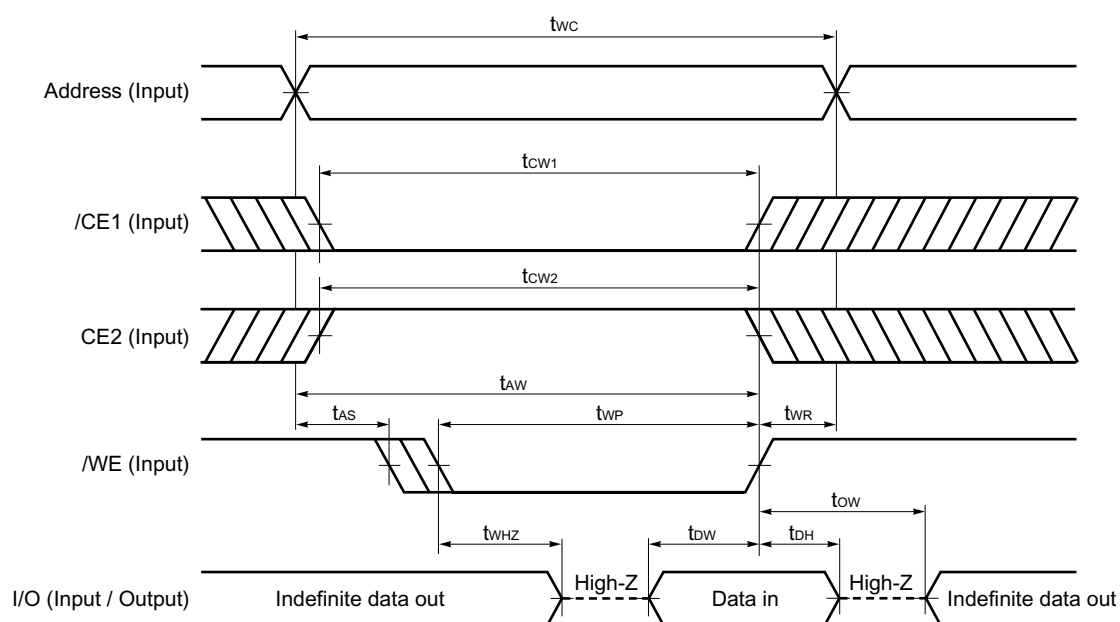 tWC
Address (Input)
tCW1
/CE1 (Input)
tCW2
CE2 (Input)
tAW
tAS
tWP
tWR
/WE (Input)
tOW
tWHZ
tDW
tDH
I/O (Input / Output)
Indefinite data out
High-Z
Data in
High-Z
Indefinite data out